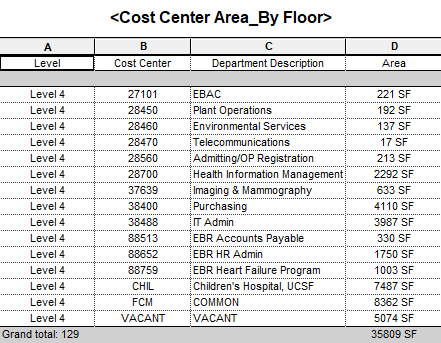 <Cost Center Area_By Floor>
A B C D
Level Cost Center Department Description Area
Level 4 27101 EBAC 221 SF
Level 4 28450 Plant Operations 192 SF
Level 4 28460 Environmental Services 137 SF
Level 4 28470 Telecommunications 17 SF
Level 4 28560 Admitting/OP Registration 213 SF
Level 4 28700 Health Information Management 2292 SF
Level 4 37639 Imaging & Mammography 633 SF
Level 4 38400 Purchasing 4110 SF
Level 4 38488 IT Admin 3987 SF
Level 4 88513 EBR Accounts Payable 330 SF
Level 4 88652 EBR HR Admin 1750 SF
Level 4 88759 EBR Heart Failure Program 1003 SF
Level 4 CHIL Children's Hospital, UCSF 7487 SF
Level 4 FCM COMMON 8362 SF
Level 4 VACANT VACANT 5074 SF
Grand total: 129 35809 SF